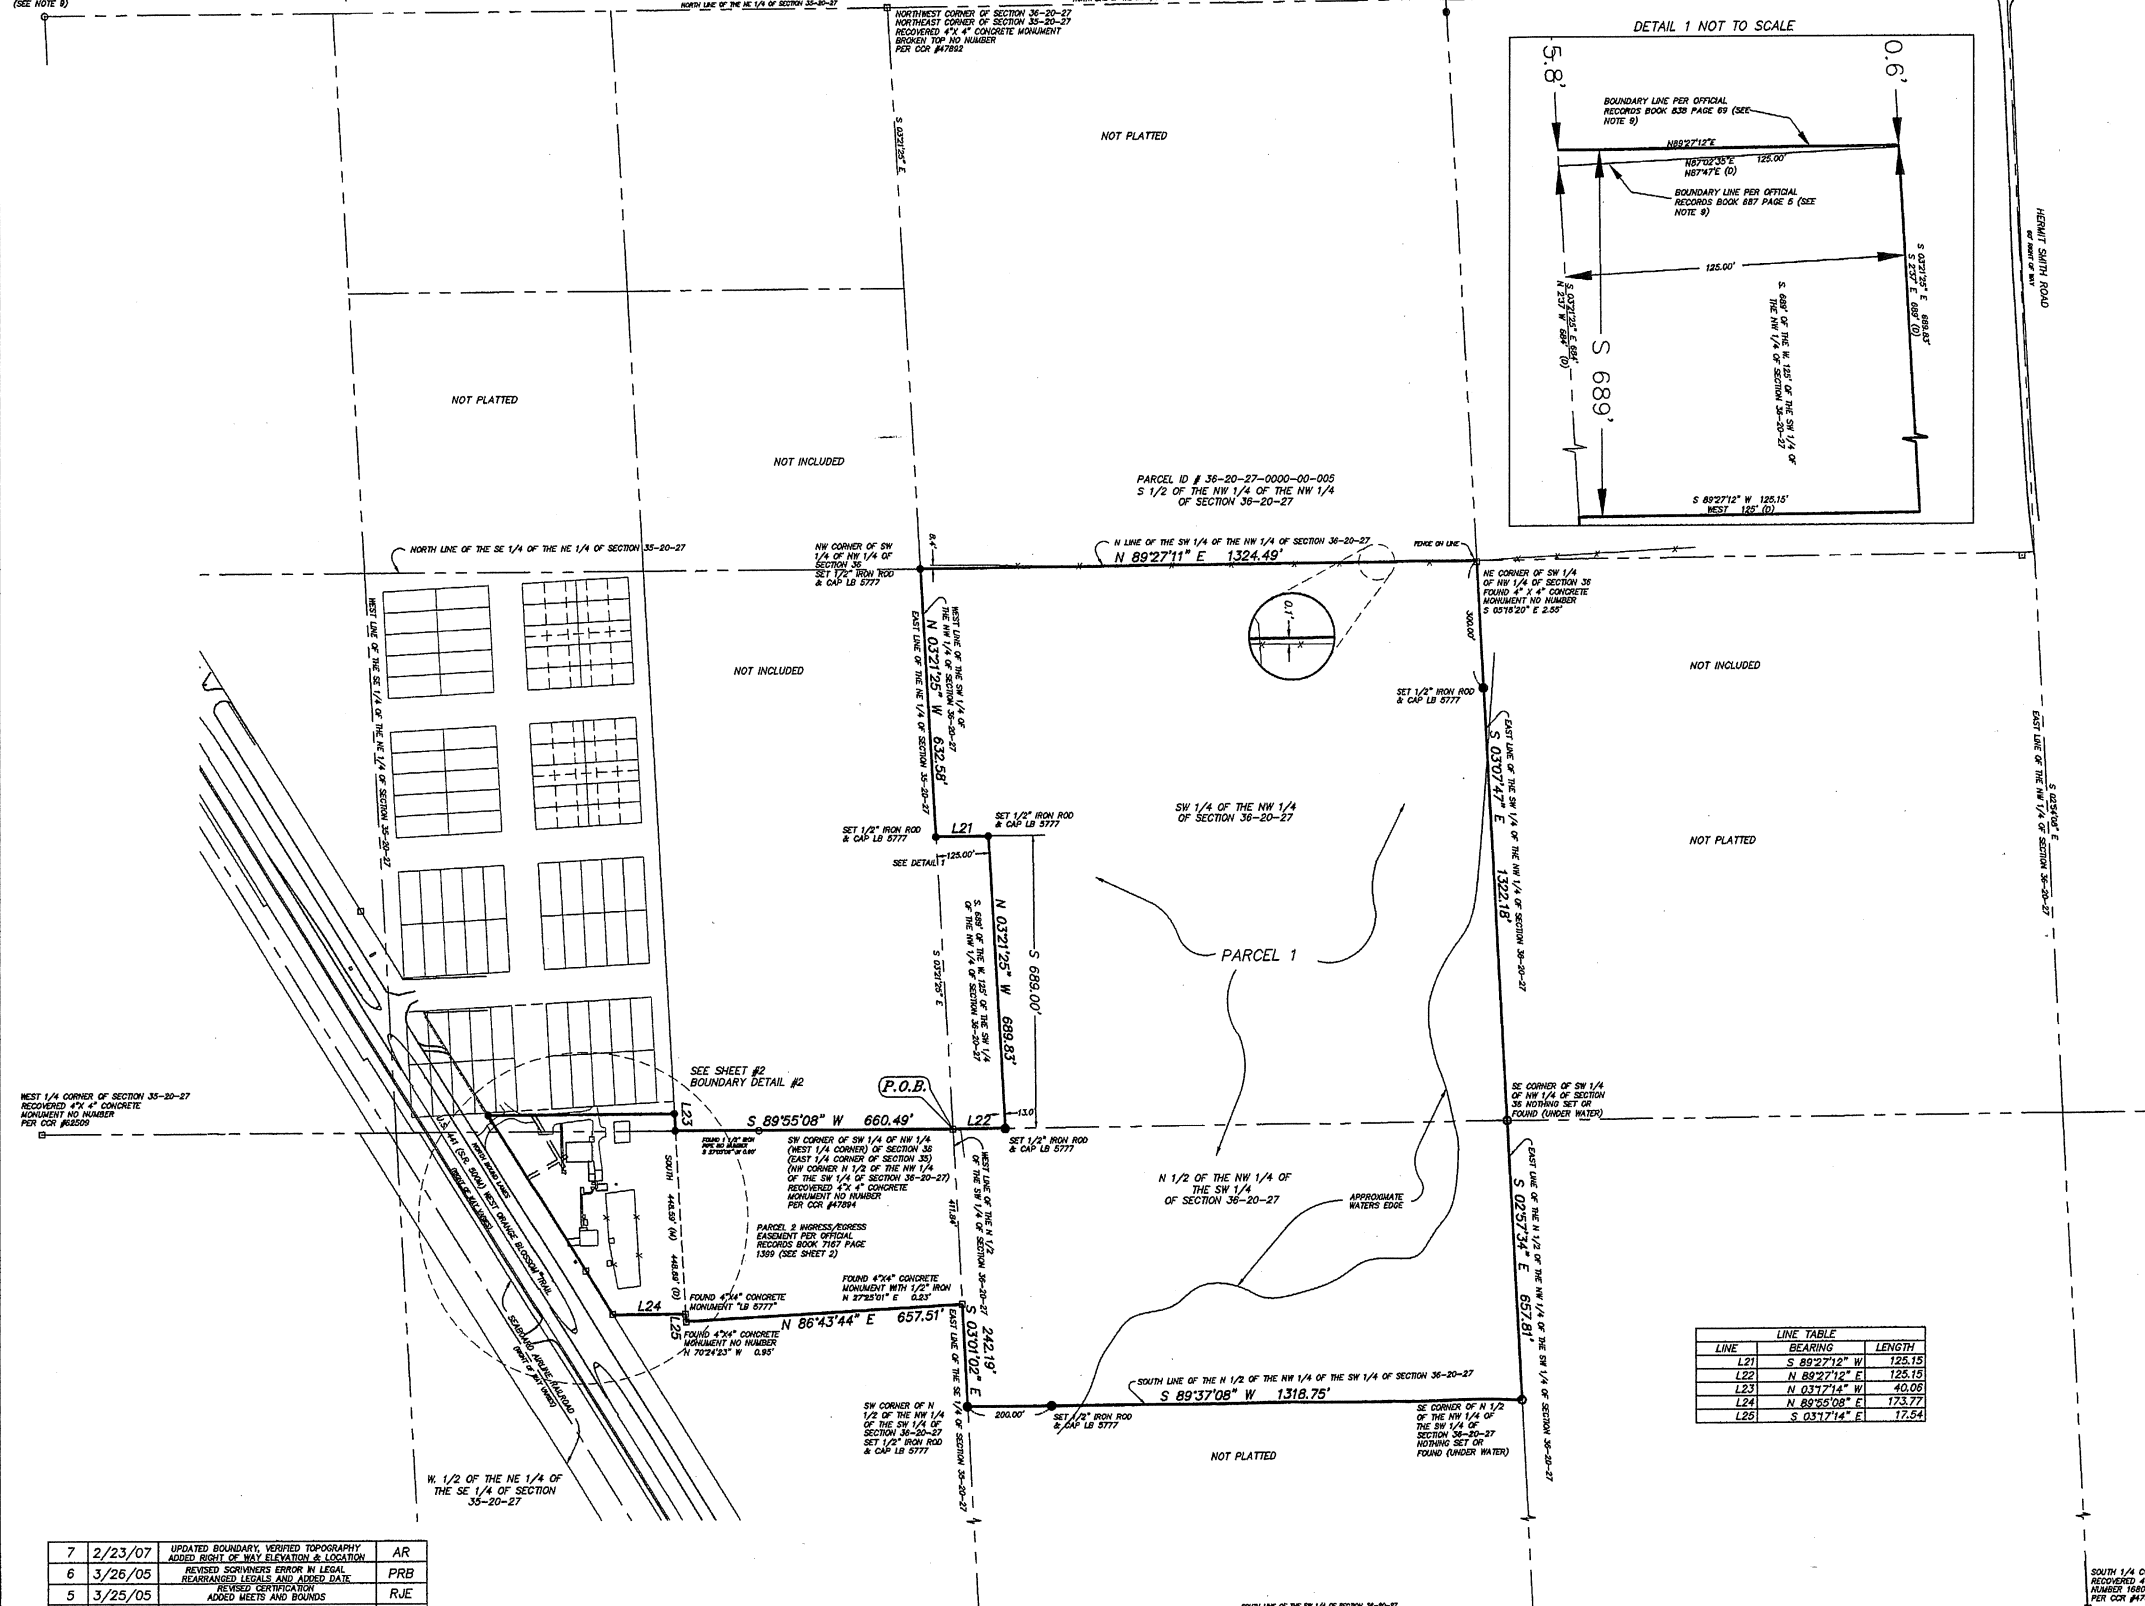 (SEE NOTE 9)
NORTH LINE OF THE NE 1/4 OF SECTION 35-20-27
NORTHWEST CORNER OF SECTION 36-20-27
NORTHEAST CORNER OF SECTION 35-20-27
RECOVERED 4"X 4" CONCRETE MONUMENT
BROKEN TOP NO NUMBER
PER CCR #47892
S 03°21'25" E
NOT PLATTED
DETAIL 1 NOT TO SCALE
5.8'
0.6'
BOUNDARY LINE PER OFFICIAL
RECORDS BOOK 838 PAGE 69 (SEE
NOTE 9)
N89°27'12"E
N87°02'35"E 125.00'
N87°47'E (D)
BOUNDARY LINE PER OFFICIAL
RECORDS BOOK 887 PAGE 5 (SEE
NOTE 9)
125.00'
S 03°21'25" E 689.83'
S 2°37' E 689' (D)
S 03°21'25" E 684'
N 2°37' W 684' (D)
S 689'
S. 689' OF THE W. 125' OF THE SW 1/4 OF
THE NW 1/4 OF SECTION 36-20-27
S 89°27'12" W 125.15'
WEST 125' (D)
HERMIT SMITH ROAD
60' RIGHT OF WAY
NOT PLATTED
NOT INCLUDED
PARCEL ID # 36-20-27-0000-00-005
S 1/2 OF THE NW 1/4 OF THE NW 1/4
OF SECTION 36-20-27
NORTH LINE OF THE SE 1/4 OF THE NE 1/4 OF SECTION 35-20-27
NW CORNER OF SW
1/4 OF NW 1/4 OF
SECTION 36
SET 1/2" IRON ROD
& CAP LB 5777
8.4'
N LINE OF THE SW 1/4 OF THE NW 1/4 OF SECTION 36-20-27
N 89°27'11" E 1324.49'
FENCE ON LINE
NE CORNER OF SW 1/4
OF NW 1/4 OF SECTION 36
FOUND 4" X 4" CONCRETE
MONUMENT NO NUMBER
S 05°18'20" E 2.55'
300.00'
0.1'
WEST LINE OF THE SE 1/4 OF THE NE 1/4 OF SECTION 35-20-27
WEST LINE OF THE SW 1/4 OF
THE NW 1/4 OF SECTION 36-20-27
N 03°21'25" W 632.58'
EAST LINE OF THE NE 1/4 OF SECTION 35-20-27
NOT INCLUDED
NOT INCLUDED
SET 1/2" IRON ROD
& CAP LB 5777
EAST LINE OF THE SW 1/4 OF THE NW 1/4 OF SECTION 36-20-27
S 03°07'47" E 1322.18'
S 02°54'08" E
EAST LINE OF THE NW 1/4 OF SECTION 36-20-27
SW 1/4 OF THE NW 1/4
OF SECTION 36-20-27
SET 1/2" IRON ROD
& CAP LB 5777
L21
SET 1/2" IRON ROD
& CAP LB 5777
NOT PLATTED
SEE DETAIL 1
125.00'
N 03°21'25" W 689.83'
S 689.00'
S. 689' OF THE W. 125' OF THE SW 1/4
OF THE NW 1/4 OF SECTION 36-20-27
S 03°21'25" E
PARCEL 1
SEE SHEET #2
BOUNDARY DETAIL #2
P.O.B.
WEST 1/4 CORNER OF SECTION 35-20-27
RECOVERED 4"X 4" CONCRETE
MONUMENT NO NUMBER
PER CCR #62509
L23
S 89°55'08" W 660.49'
L22
13.0'
SE CORNER OF SW 1/4
OF NW 1/4 OF SECTION
36 NOTHING SET OR
FOUND (UNDER WATER)
SET 1/2" IRON ROD
& CAP LB 5777
SW CORNER OF SW 1/4 OF NW 1/4
(WEST 1/4 CORNER) OF SECTION 36
(EAST 1/4 CORNER OF SECTION 35)
(NW CORNER N 1/2 OF THE NW 1/4
OF THE SW 1/4 OF SECTION 36-20-27)
RECOVERED 4"X 4" CONCRETE
MONUMENT NO NUMBER
PER CCR #47894
SOUTH 448.59' (M) 448.69' (D)
WEST LINE OF THE N 1/2
OF THE SW 1/4 OF SECTION 36-20-27
411.84'
N 1/2 OF THE NW 1/4 OF
THE SW 1/4
OF SECTION 36-20-27
APPROXIMATE
WATERS EDGE
EAST LINE OF THE N 1/2 OF THE NW 1/4 OF THE SW 1/4 OF SECTION 36-20-27
S 02°57'34" E 657.81'
PARCEL 2 INGRESS/EGRESS
EASEMENT PER OFFICIAL
RECORDS BOOK 7167 PAGE
1389 (SEE SHEET 2)
U.S. 441 (S.R. 500M) WEST ORANGE BLOSSOM TRAIL
(RIGHT OF WAY VARIES)
NORTH BOUND LANES
SEABOARD AIRLINE RAILROAD
(RIGHT OF WAY VARIES)
FOUND 4"X4" CONCRETE
MONUMENT WITH 1/2" IRON
N 27°25'01" E 0.23'
L24
FOUND 4"X4" CONCRETE
MONUMENT "LB 5777"
L25
N 86°43'44" E 657.51'
FOUND 4"X4" CONCRETE
MONUMENT NO NUMBER
N 70°24'23" W 0.95'
242.19'
S 03°01'02" E
EAST LINE OF THE SE 1/4 OF SECTION 35-20-27
SOUTH LINE OF THE N 1/2 OF THE NW 1/4 OF THE SW 1/4 OF SECTION 36-20-27
S 89°37'08" W 1318.75'
SW CORNER OF N
1/2 OF THE NW 1/4
OF THE SW 1/4 OF
SECTION 36-20-27
SET 1/2" IRON ROD
& CAP LB 5777
200.00'
SET 1/2" IRON ROD
& CAP LB 5777
SE CORNER OF N 1/2
OF THE NW 1/4 OF
THE SW 1/4 OF
SECTION 36-20-27
NOTHING SET OR
FOUND (UNDER WATER)
NOT PLATTED
LINE TABLE
LINE BEARING LENGTH
L21 S 89°27'12" W 125.15
L22 N 89°27'12" E 125.15
L23 N 03°17'14" W 40.06
L24 N 89°55'08" E 173.77
L25 S 03°17'14" E 17.54
W. 1/2 OF THE NE 1/4 OF
THE SE 1/4 OF SECTION
35-20-27
7 2/23/07 UPDATED BOUNDARY, VERIFIED TOPOGRAPHY AR
ADDED RIGHT OF WAY ELEVATION & LOCATION
6 3/26/05 REVISED SCRIVNERS ERROR IN LEGAL PRB
REARRANGED LEGALS AND ADDED DATE
5 3/25/05 REVISED CERTIFICATION RJE
ADDED MEETS AND BOUNDS
SOUTH 1/4 C
RECOVERED 4
NUMBER 1680
PER CCR #47